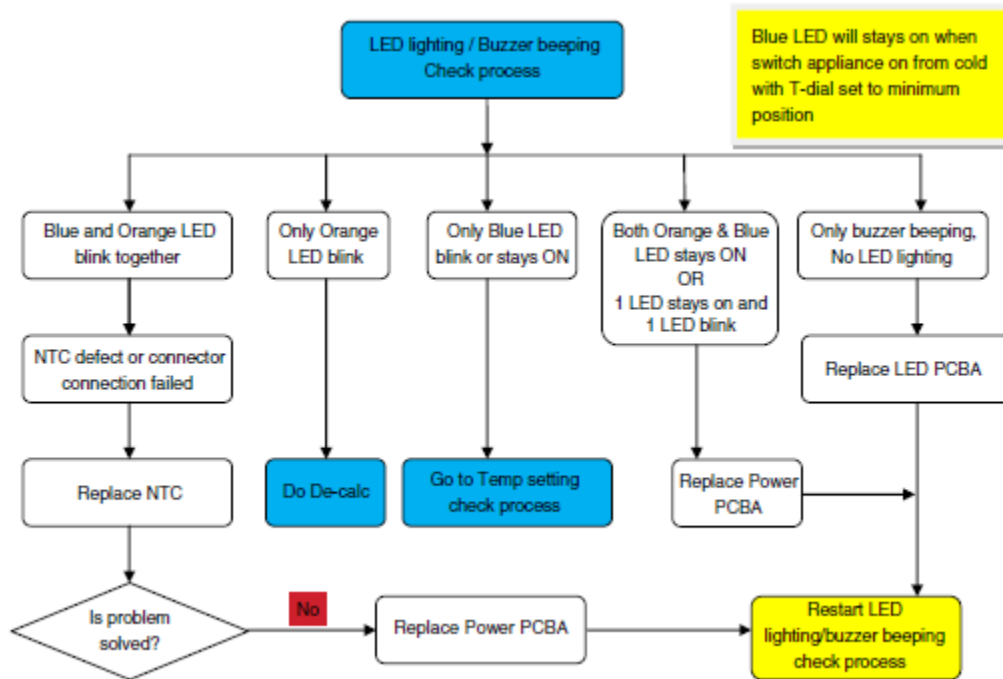 LED lighting / Buzzer beeping
Check process
Blue LED will stays on when
switch appliance on from cold
with T-dial set to minimum
position
Blue and Orange LED
blink together
Only Orange
LED blink
Only Blue LED
blink or stays ON
Both Orange & Blue
LED stays ON
OR
1 LED stays on and
1 LED blink
Only buzzer beeping,
No LED lighting
NTC defect or connector
connection failed
Replace LED PCBA
Replace NTC
Do De-calc
Go to Temp setting
check process
Replace Power
PCBA
Is problem
solved?
No
Replace Power PCBA
Restart LED
lighting/buzzer beeping
check process